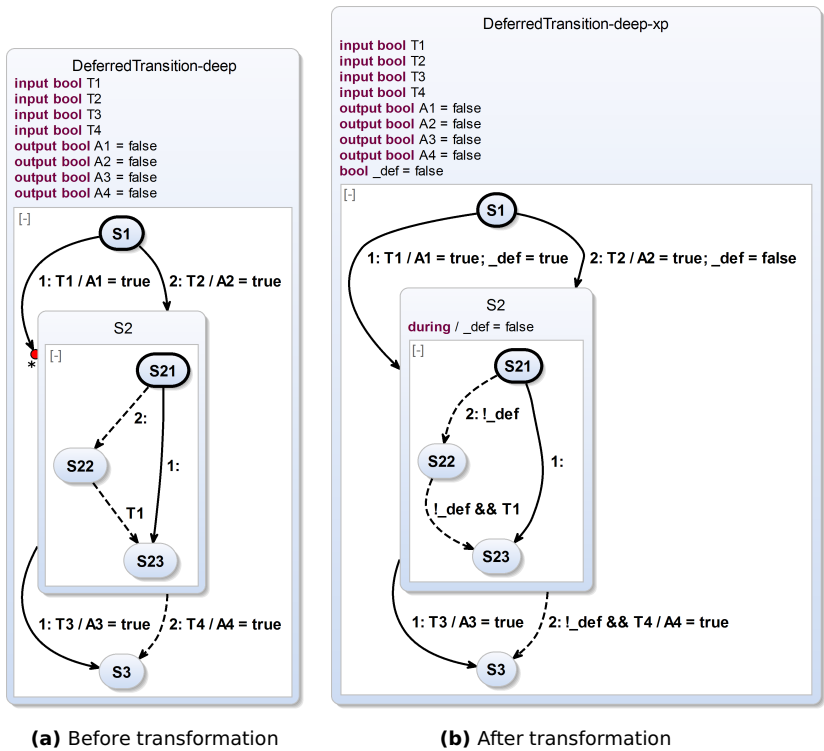 DeferredTransition-deep
input bool T1
input bool T2
input bool T3
input bool T4
output bool A1 = false
output bool A2 = false
output bool A3 = false
output bool A4 = false
[-]
S1
1: T1 / A1 = true
2: T2 / A2 = true
*
S2
[-]
S21
2:
S22
1:
T1
S23
1: T3 / A3 = true
2: T4 / A4 = true
S3
(a) Before transformation
DeferredTransition-deep-xp
input bool T1
input bool T2
input bool T3
input bool T4
output bool A1 = false
output bool A2 = false
output bool A3 = false
output bool A4 = false
bool _def = false
[-]
S1
1: T1 / A1 = true; _def = true
2: T2 / A2 = true; _def = false
S2
during / _def = false
[-]
S21
2: !_def
S22
1:
!_def && T1
S23
1: T3 / A3 = true
2: !_def && T4 / A4 = true
S3
(b) After transformation